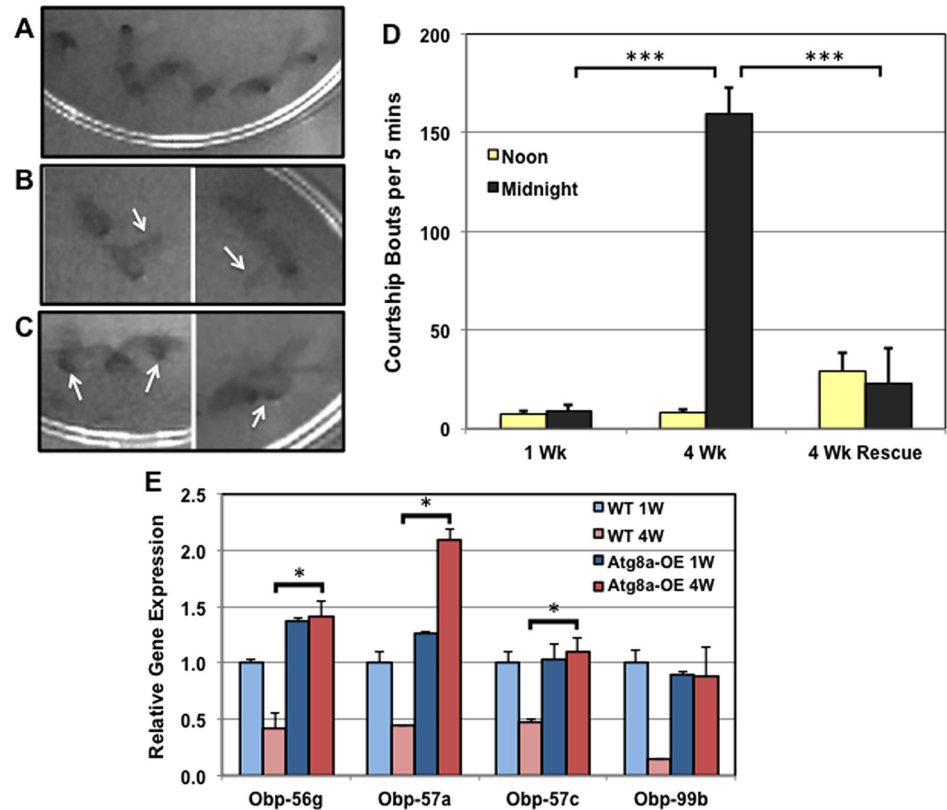 A
B
C
D
Courtship Bouts per 5 mins
200
150
100
50
0
***
***
Noon
Midnight
1 Wk
4 Wk
4 Wk Rescue
E
Relative Gene Expression
2.5
2.0
1.5
1.0
0.5
0.0
*
*
*
WT 1W
WT 4W
Atg8a-OE 1W
Atg8a-OE 4W
Obp-56g
Obp-57a
Obp-57c
Obp-99b